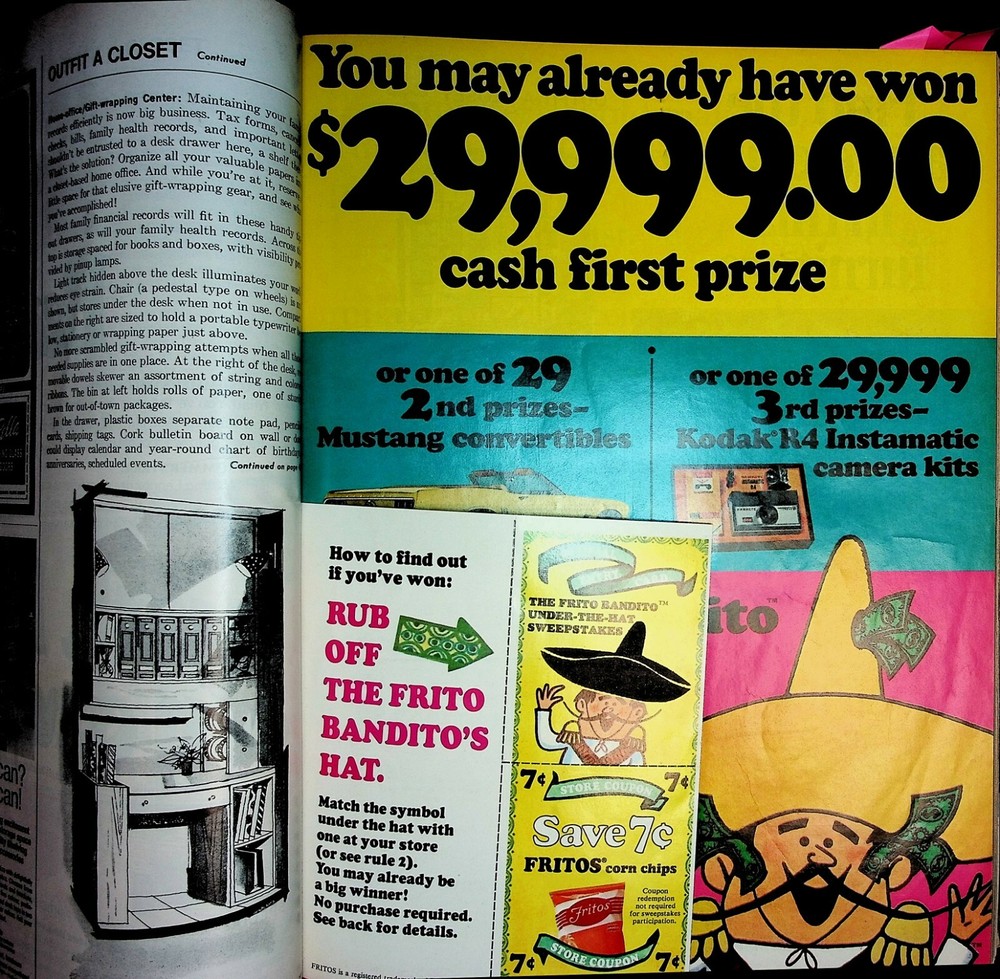 OUTFIT A CLOSET Continued
Home-office/Gift-wrapping Center: Maintaining your
records efficiently is now big business. Tax forms,
checks, bills, family health records, and important
shouldn't be entrusted to a desk drawer here, a shelf
What's the solution? Organize all your valuable papers
a closet-based home office. And while you're at it, reserve
little space for that elusive gift-wrapping gear, and see
you've accomplished!
Most family financial records will fit in these handy
out drawers, as will your family health records. Across
top is storage spaced for books and boxes, with visibility
vided by pinup lamps.
Light track hidden above the desk illuminates your
reduces eye strain. Chair (a pedestal type on wheels) is
shown, but stores under the desk when not in use.
ments on the right are sized to hold a portable typewriter
low, stationery or wrapping paper just above.
No more scrambled gift-wrapping attempts when all
needed supplies are in one place. At the right of the desk,
movable dowels skewer an assortment of string and
ribbons. The bin at left holds rolls of paper, one of
brown for out-of-town packages.
In the drawer, plastic boxes separate note pad,
cards, shipping tags. Cork bulletin board on wall or
could display calendar and year-round chart of
anniversaries, scheduled events. Continued on
can?
can!
You may already have won
$29,999.00
cash first prize
or one of 29
2nd prizes–
Mustang convertibles
or one of 29,999
3rd prizes–
Kodak® R4 Instamatic
camera kits
ito™
How to find out
if you've won:
RUB
OFF
THE FRITO
BANDITO'S
HAT.
Match the symbol
under the hat with
one at your store
(or see rule 2).
You may already be
a big winner!
No purchase required.
See back for details.
FRITOS is a registered
THE FRITO BANDITO™
UNDER-THE-HAT
SWEEPSTAKES
7¢ STORE COUPON 7¢
Save 7¢
FRITOS® corn chips
Fritos
Coupon
redemption
not required
for sweepstakes
participation.
7¢ STORE COUPON 7¢